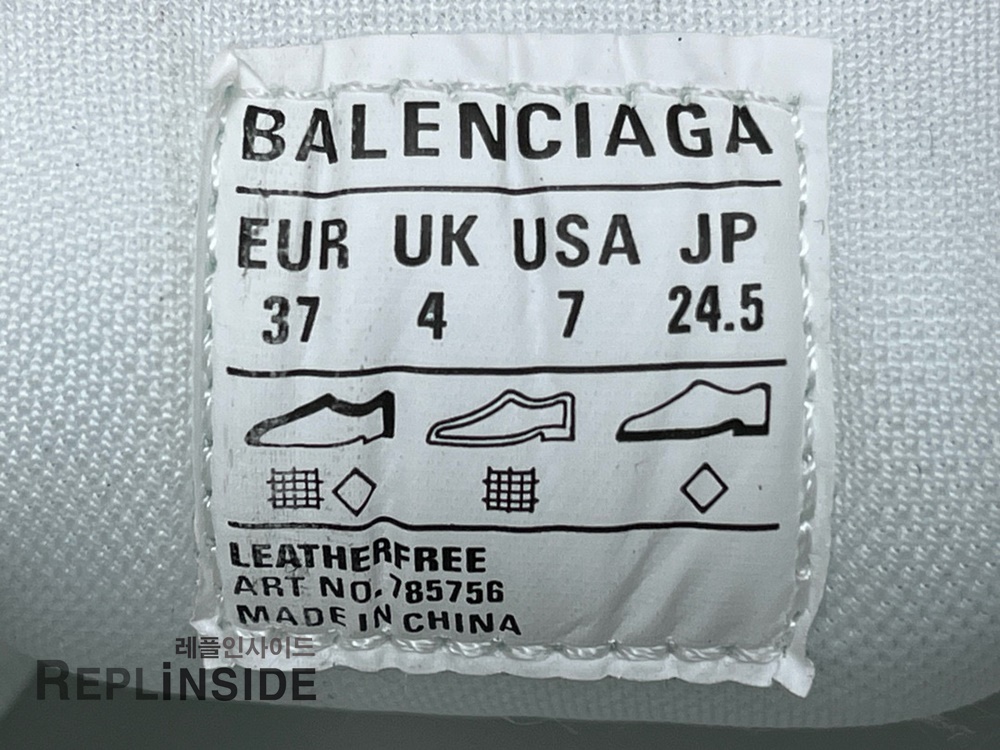 BALENCIAGA
EUR UK USA JP
37 4 7 24.5
LEATHERFREE
ART NO. 785756
MADE IN CHINA
레플인사이드
REPLINSIDE